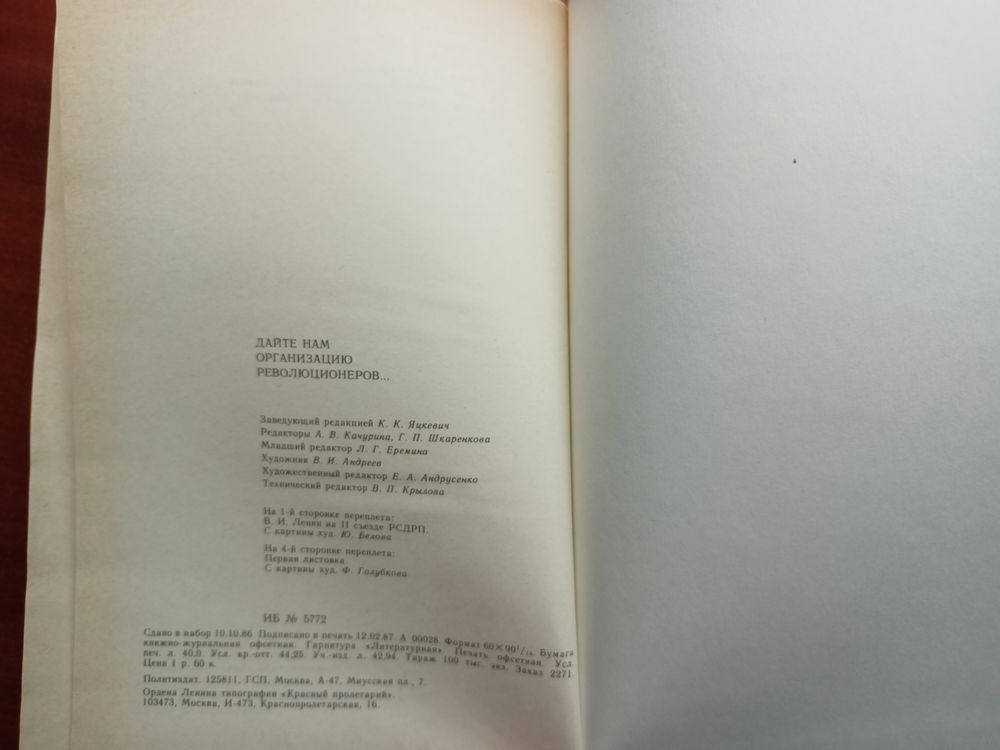 ДАЙТЕ НАМ
ОРГАНИЗАЦИЮ
РЕВОЛЮЦИОНЕРОВ...
Заведующий редакцией К. К. Яцкевич
Редакторы А. В. Качурина, Г. П. Шкаренкова
Младший редактор Л. Г. Еремина
Художник В. И. Андреев
Художественный редактор Е. А. Андрусенко
Технический редактор В. П. Крылова
На 1-й сторонке переплета:
В. И. Ленин на II съезде РСДРП.
С картины худ. Ю. Белова
На 4-й сторонке переплета:
Первая листовка.
С картины худ. Ф. Голубкова
ИБ № 5772
Сдано в набор 10.10.86. Подписано в печать 12.02.87. А 00028. Формат 60×90¹/₁₆. Бумага
книжно-журнальная офсетная. Гарнитура «Литературная». Печать офсетная. Усл.
печ. л. 40,0. Усл. кр.-отт. 44,25. Уч.-изд. л. 42,94. Тираж 100 тыс. экз. Заказ 2271.
Цена 1 р. 60 к.
Политиздат. 125811, ГСП, Москва, А-47, Миусская пл., 7.
Ордена Ленина типография «Красный пролетарий».
103473, Москва, И-473, Краснопролетарская, 16.